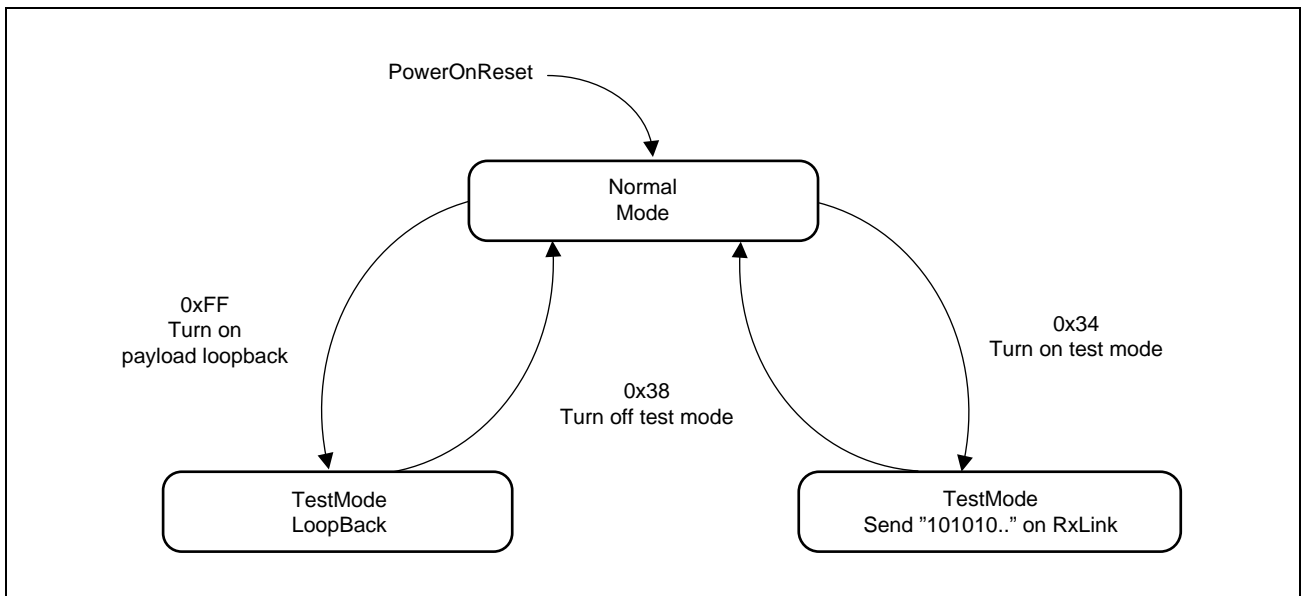 PowerOnReset
Normal
Mode
0xFF
Turn on
payload loopback
0x34
Turn on test mode
0x38
Turn off test mode
TestMode
LoopBack
TestMode
Send ”101010..” on RxLink